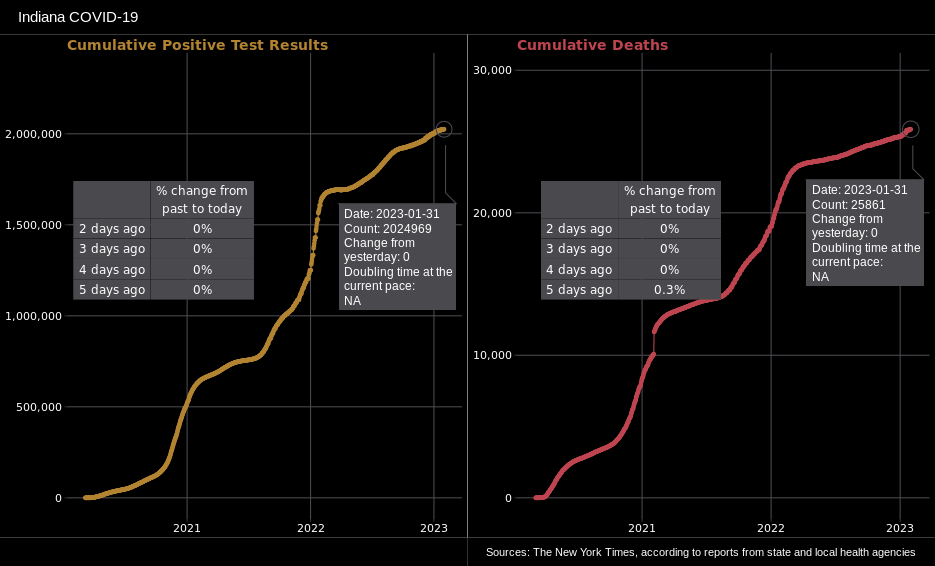 Indiana COVID-19
Cumulative Positive Test Results
2,000,000
1,500,000
1,000,000
500,000
0
2021
2022
2023
% change from
past to today
2 days ago 0%
3 days ago 0%
4 days ago 0%
5 days ago 0%
Date: 2023-01-31
Count: 2024969
Change from
yesterday: 0
Doubling time at the
current pace:
NA
Cumulative Deaths
30,000
20,000
10,000
0
2021
2022
2023
% change from
past to today
2 days ago 0%
3 days ago 0%
4 days ago 0%
5 days ago 0.3%
Date: 2023-01-31
Count: 25861
Change from
yesterday: 0
Doubling time at the
current pace:
NA
Sources: The New York Times, according to reports from state and local health agencies